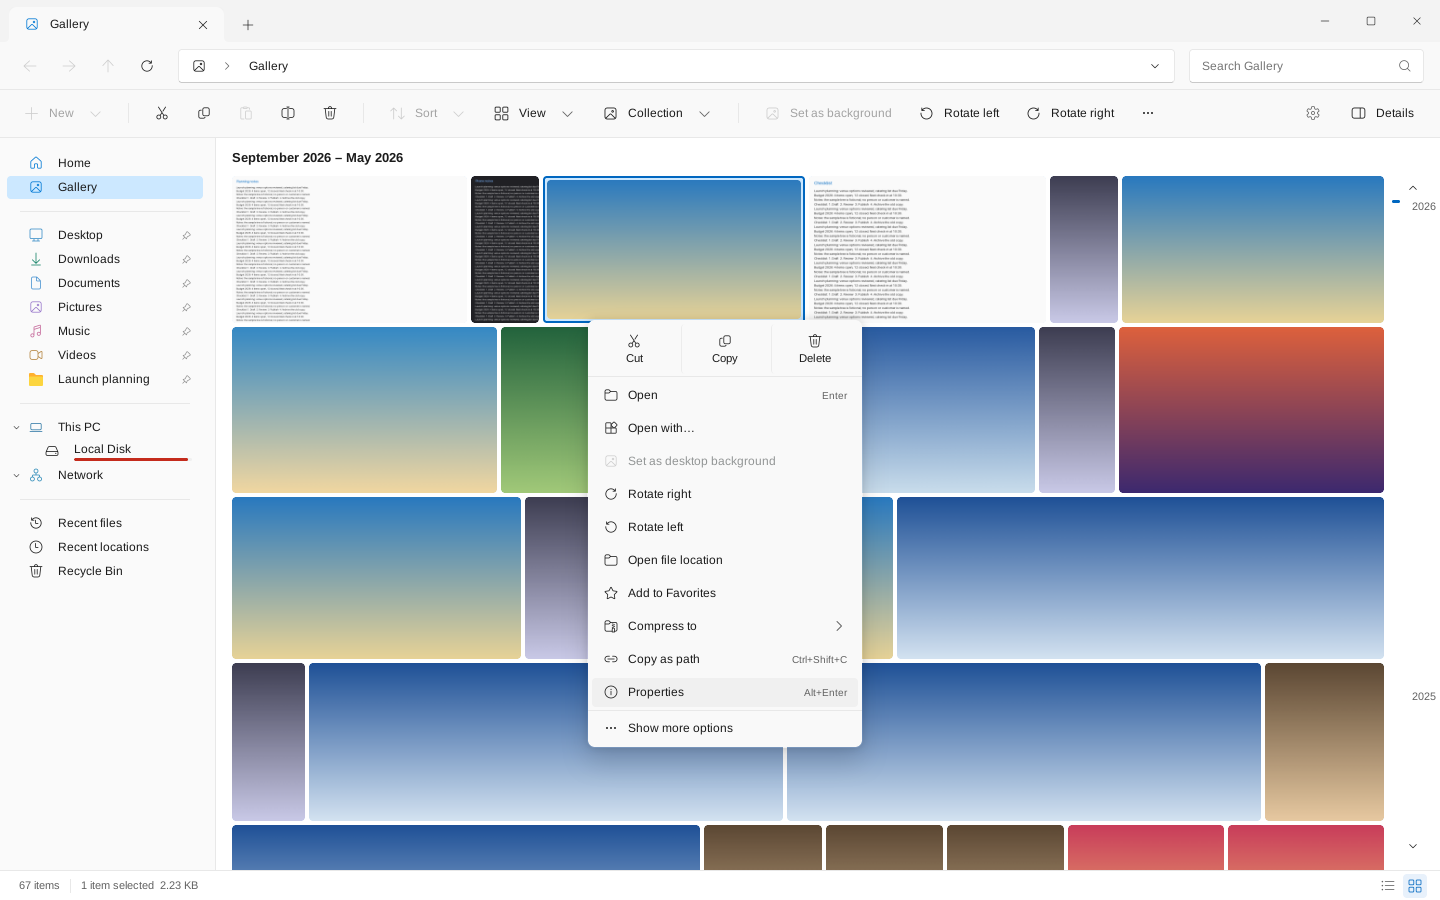 Gallery
Gallery
Search Gallery
New
Sort
View
Collection
Set as background
Rotate left
Rotate right
Details
Home
Gallery
Desktop
Downloads
Documents
Pictures
Music
Videos
Launch planning
This PC
Local Disk
Network
Recent files
Recent locations
Recycle Bin
September 2026 – May 2026
2026
2025
Cut
Copy
Delete
Open Enter
Open with…
Set as desktop background
Rotate right
Rotate left
Open file location
Add to Favorites
Compress to
Copy as path Ctrl+Shift+C
Properties Alt+Enter
Show more options
67 items
1 item selected 2.23 KB